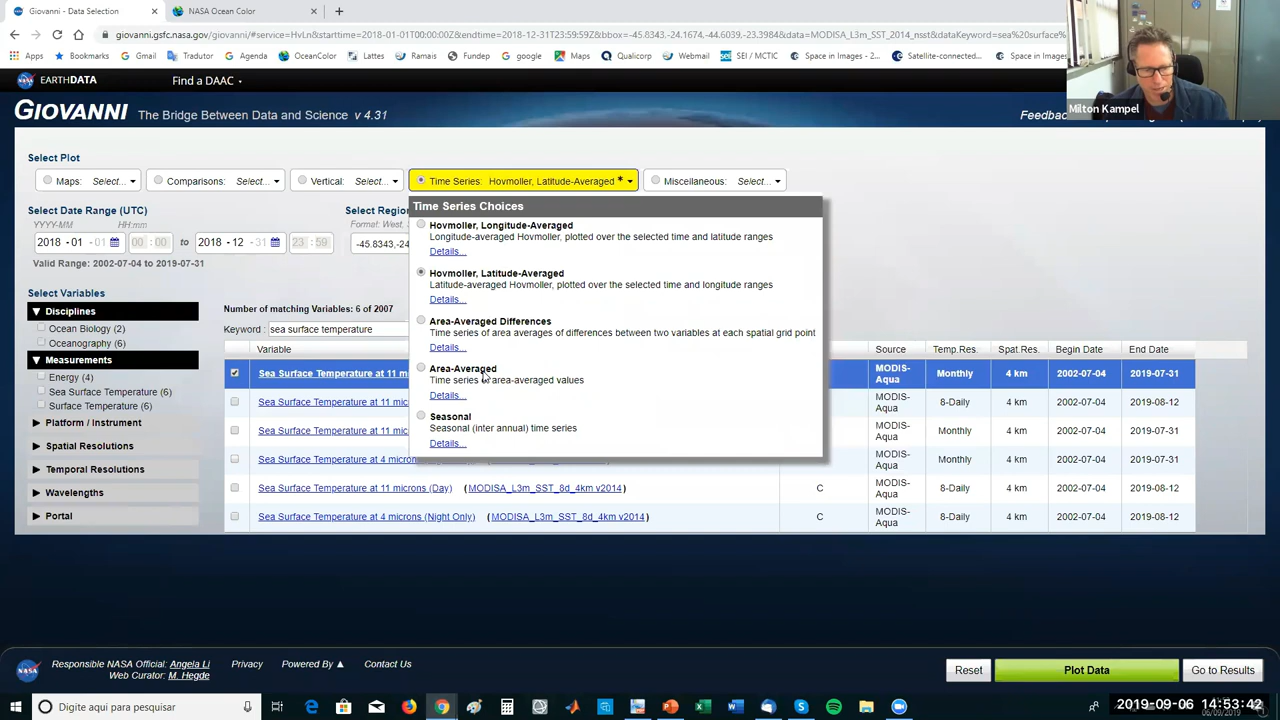 Giovanni - Data Selection
NASA Ocean Color
giovanni.gsfc.nasa.gov/giovanni/#service=HvLn&starttime=2018-01-01T00:00:00Z&endtime=2018-12-31T23:59:59Z&bbox=-45.8343,-24.1674,-44.6039,-23.3984&data=MODISA_L3m_SST_2014_nsst&dataKeyword=sea%20surface%
Apps Bookmarks Gmail Tradutor Agenda OceanColor Lattes Ramais Fundep google Maps Qualicorp Webmail SEI / MCTIC Space in Images - 2... Satellite-connected... Space in Images
Milton Kampel
EARTHDATA Find a DAAC
GIOVANNI The Bridge Between Data and Science v 4.31 Feedba
Select Plot
Maps: Select... Comparisons: Select... Vertical: Select... Time Series: Hovmoller, Latitude-Averaged * Miscellaneous: Select...
Select Date Range (UTC)
YYYY-MM HH:mm
2018 - 01 - 01 00 : 00 to 2018 - 12 - 31 23 : 59
Valid Range: 2002-07-04 to 2019-07-31
Select Regi
Format: West,
-45.8343,-24
Time Series Choices
Hovmoller, Longitude-Averaged
Longitude-averaged Hovmoller, plotted over the selected time and latitude ranges
Details...
Hovmoller, Latitude-Averaged
Latitude-averaged Hovmoller, plotted over the selected time and longitude ranges
Details...
Area-Averaged Differences
Time series of area averages of differences between two variables at each spatial grid point
Details...
Area-Averaged
Time series of area-averaged values
Details...
Seasonal
Seasonal (inter annual) time series
Details...
Select Variables
Disciplines
Ocean Biology (2)
Oceanography (6)
Measurements
Energy (4)
Sea Surface Temperature (6)
Surface Temperature (6)
Platform / Instrument
Spatial Resolutions
Temporal Resolutions
Wavelengths
Portal
Number of matching Variables: 6 of 2007
Keyword : sea surface temperature
Variable Source Temp.Res. Spat.Res. Begin Date End Date
Sea Surface Temperature at 11 m MODIS-Aqua Monthly 4 km 2002-07-04 2019-07-31
Sea Surface Temperature at 11 m MODIS-Aqua 8-Daily 4 km 2002-07-04 2019-08-12
Sea Surface Temperature at 11 m MODIS-Aqua Monthly 4 km 2002-07-04 2019-07-31
Sea Surface Temperature at 4 m MODIS-Aqua Monthly 4 km 2002-07-04 2019-07-31
Sea Surface Temperature at 11 microns (Day) (MODISA_L3m_SST_8d_4km v2014) C MODIS-Aqua 8-Daily 4 km 2002-07-04 2019-08-12
Sea Surface Temperature at 4 microns (Night Only) (MODISA_L3m_SST_8d_4km v2014) C MODIS-Aqua 8-Daily 4 km 2002-07-04 2019-08-12
Responsible NASA Official: Angela Li Privacy Powered By Contact Us
Web Curator: M. Hegde
Reset Plot Data Go to Results
Digite aqui para pesquisar
2019-09-06 14:53:42